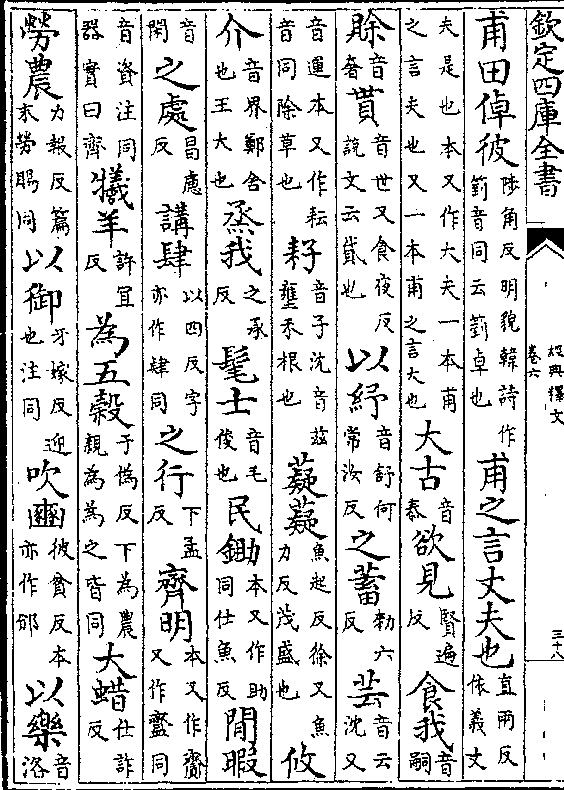 欽定四庫全書
經典釋文
卷六
三十八
甫田倬彼陟角反明貌韓詩作箌音同云箌卓也甫之言丈夫也直兩反依義丈
夫是也本又作大夫一本甫之言夫也又一本甫之言大也大古音泰欲見賢遍反食我音嗣
賒音奢貰音世又食夜反說文云貸也以紓音舒何常汝反之蓄勑六反芸音云沈又
音運本又作耘音同除草也耔音子沈音兹壅禾根也薿薿魚起反徐又魚力反茂盛也攸
介音界鄭舍也王大也烝我之承反髦士音毛俊也民鋤本又作助同仕魚反閒暇
音閑之處昌慮反講肆以四反字亦作肄同之行下孟反齊明本又作齋又作齍同
音資注同器實曰齊犧羊許宜反為五穀于偽反下為農親為為之皆同大蜡仕詐反
勞農力報反篇末勞賜同以御牙嫁反迎也注同吹豳彼貧反本亦作邠以樂音洛